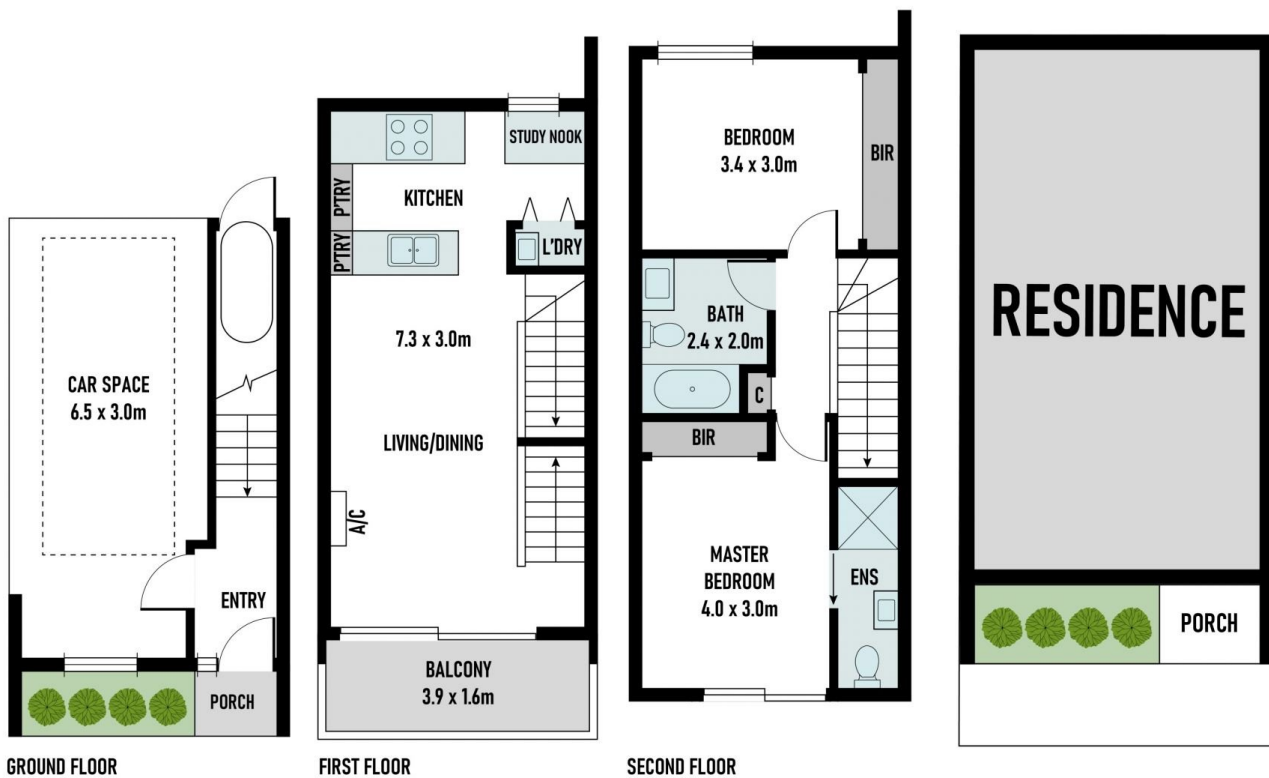 CAR SPACE
6.5 x 3.0m
ENTRY
PORCH
GROUND FLOOR
STUDY NOOK
KITCHEN
P'TRY
P'TRY
L'DRY
7.3 x 3.0m
LIVING/DINING
A/C
BALCONY
3.9 x 1.6m
FIRST FLOOR
BEDROOM
3.4 x 3.0m
BIR
BATH
2.4 x 2.0m
C
BIR
MASTER
BEDROOM
4.0 x 3.0m
ENS
SECOND FLOOR
RESIDENCE
PORCH